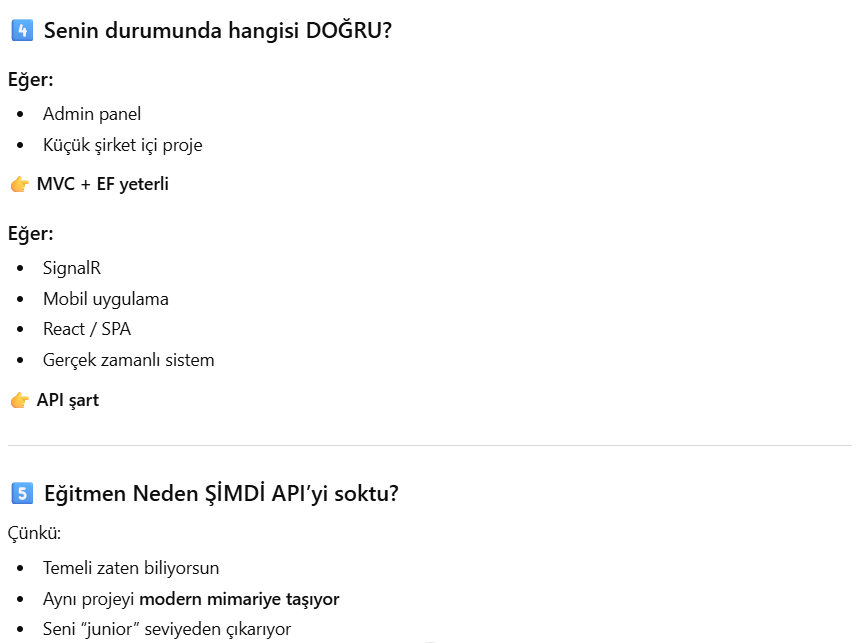 4 Senin durumunda hangisi DOĞRU?
Eğer:
• Admin panel
• Küçük şirket içi proje
👉 MVC + EF yeterli
Eğer:
• SignalR
• Mobil uygulama
• React / SPA
• Gerçek zamanlı sistem
👉 API şart
5 Eğitmen Neden ŞİMDİ API’yi soktu?
Çünkü:
• Temeli zaten biliyorsun
• Aynı projeyi modern mimariye taşıyor
• Seni “junior” seviyeden çıkarıyor